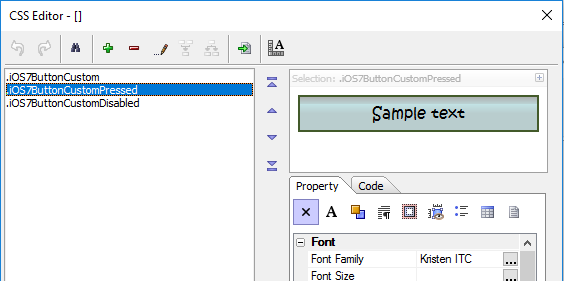 CSS Editor - []
.iOS7ButtonCustom
.iOS7ButtonCustomPressed
.iOS7ButtonCustomDisabled
Selection: .iOS7ButtonCustomPressed
Sample text
Property
Code
A
Font
Font Family
Kristen ITC
...
Font Size
...